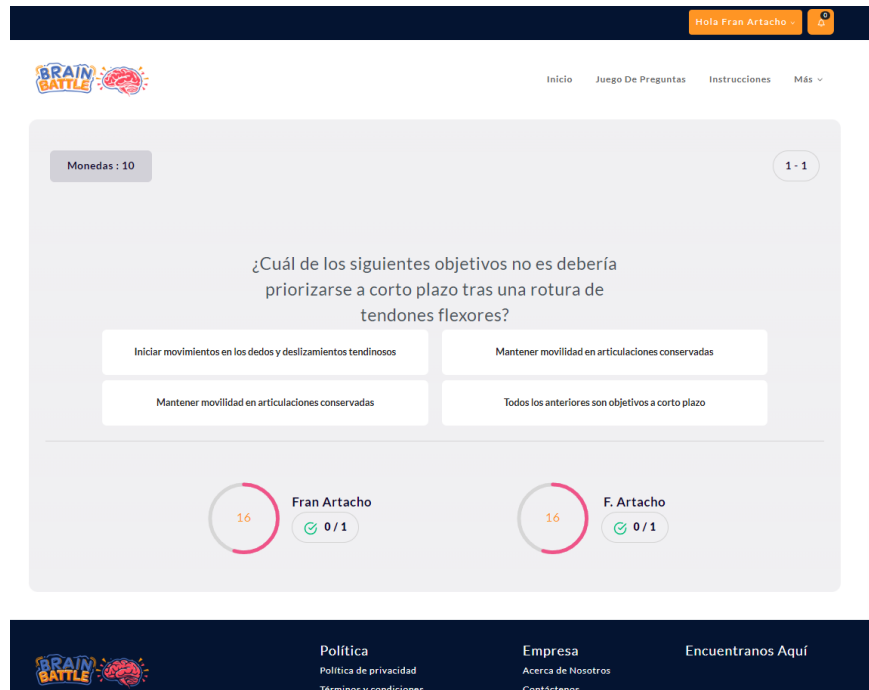 Hola Fran Artacho
0
BRAIN
BATTLE
Inicio
Juego De Preguntas
Instrucciones
Más
Monedas : 10
1 - 1
¿Cuál de los siguientes objetivos no es debería
priorizarse a corto plazo tras una rotura de
tendones flexores?
Iniciar movimientos en los dedos y deslizamientos tendinosos
Mantener movilidad en articulaciones conservadas
Mantener movilidad en articulaciones conservadas
Todos los anteriores son objetivos a corto plazo
16
Fran Artacho
0 / 1
16
F. Artacho
0 / 1
BRAIN
BATTLE
Política
Política de privacidad
Términos y condiciones
Empresa
Acerca de Nosotros
Contáctenos
Encuentranos Aquí